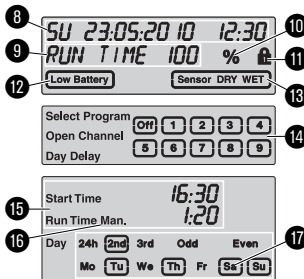 8 SU 23:05:2010 12:30 10
9 RUN TIME 100 % 11
12 Low Battery Sensor DRY WET 13
Select Program Off 1 2 3 4
Open Channel
Day Delay 5 6 7 8 9 14
15 Start Time 16:30
16 Run Time Man. 1:20
Day 24h 2nd 3rd Odd Even 17
Mo Tu We Th Fr Sa Su